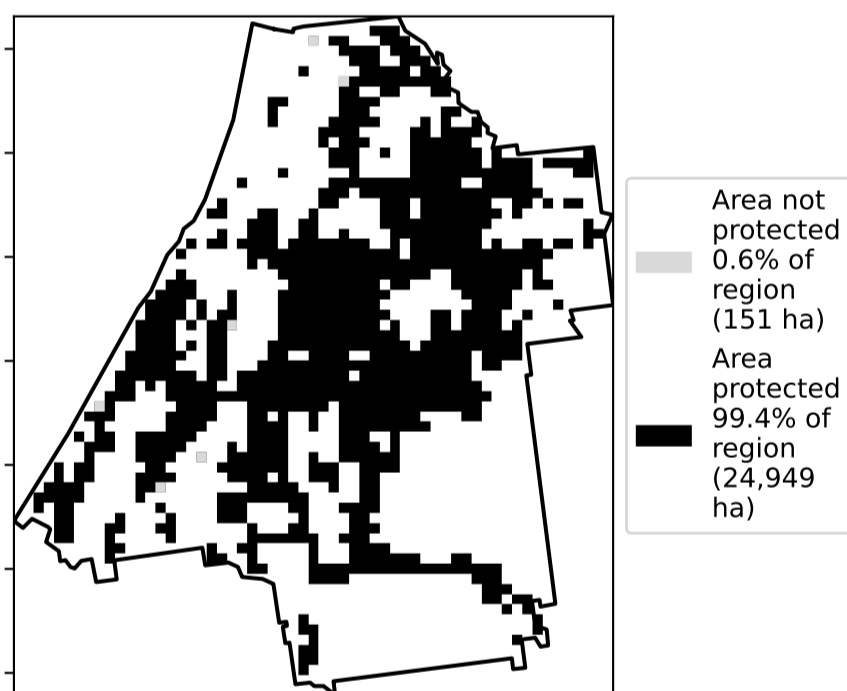 Area not
protected
0.6% of
region
(151 ha)
Area
protected
99.4% of
region
(24,949
ha)